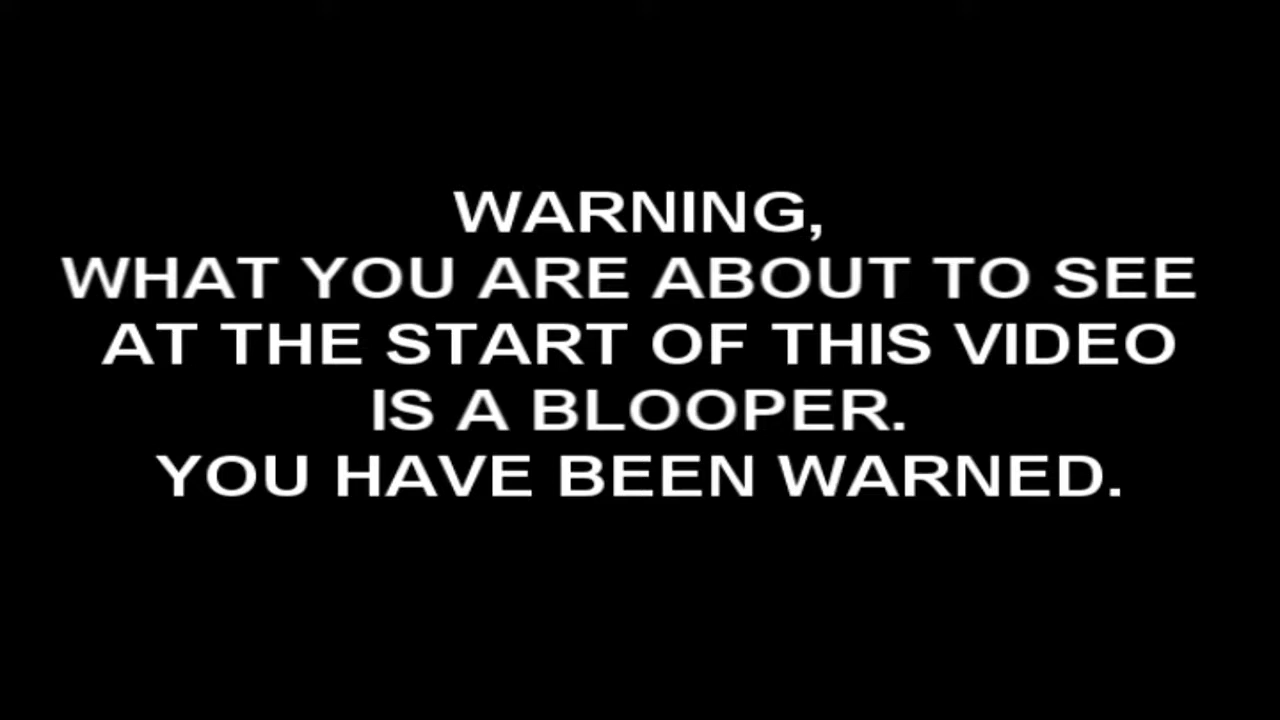 WARNING,
WHAT YOU ARE ABOUT TO SEE
AT THE START OF THIS VIDEO
IS A BLOOPER.
YOU HAVE BEEN WARNED.